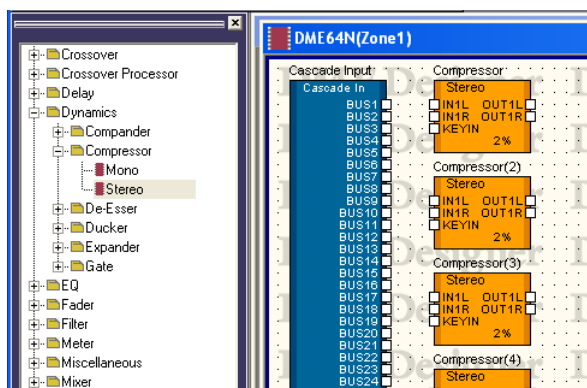 Crossover
Crossover Processor
Delay
Dynamics
Compander
Compressor
Mono
Stereo
De-Esser
Ducker
Expander
Gate
EQ
Fader
Filter
Meter
Miscellaneous
Mixer
DME64N(Zone1)
Cascade Input
Cascade In
BUS1
BUS2
BUS3
BUS4
BUS5
BUS6
BUS7
BUS8
BUS9
BUS10
BUS11
BUS12
BUS13
BUS14
BUS15
BUS16
BUS17
BUS18
BUS19
BUS20
BUS21
BUS22
BUS23
BUS24
Compressor
Stereo
IN1L OUT1L
IN1R OUT1R
KEYIN
2%
Compressor(2)
Stereo
IN1L OUT1L
IN1R OUT1R
KEYIN
2%
Compressor(3)
Stereo
IN1L OUT1L
IN1R OUT1R
KEYIN
2%
Compressor(4)
Stereo